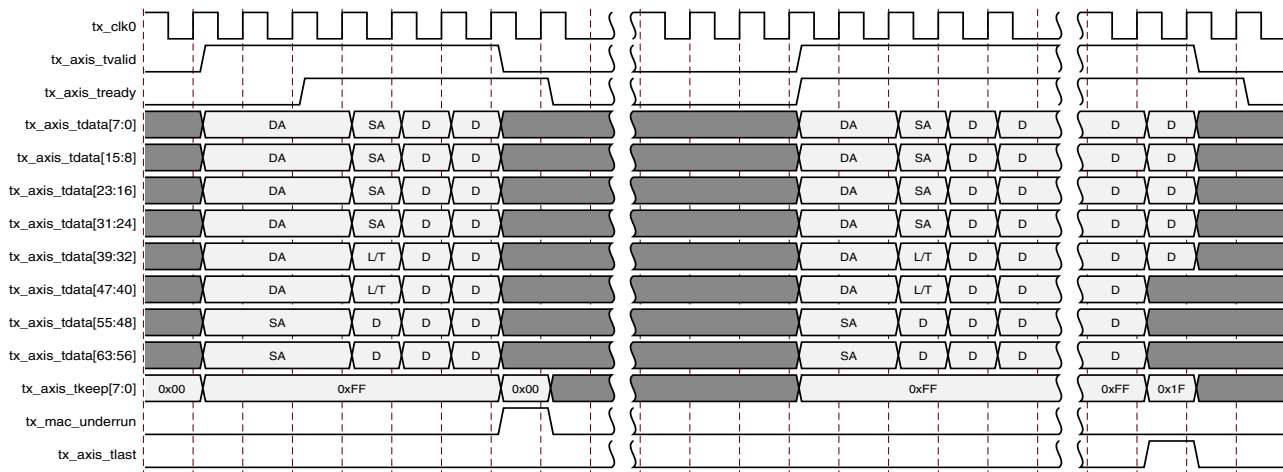 tx_clk0
tx_axis_tvalid
tx_axis_tready
tx_axis_tdata[7:0] DA SA D D DA SA D D D D
tx_axis_tdata[15:8] DA SA D D DA SA D D D D
tx_axis_tdata[23:16] DA SA D D DA SA D D D D
tx_axis_tdata[31:24] DA SA D D DA SA D D D D
tx_axis_tdata[39:32] DA L/T D D DA L/T D D D D
tx_axis_tdata[47:40] DA L/T D D DA L/T D D D
tx_axis_tdata[55:48] SA D D D SA D D D D
tx_axis_tdata[63:56] SA D D D SA D D D D
tx_axis_tkeep[7:0] 0x00 0xFF 0x00 0xFF 0xFF 0x1F
tx_mac_underrun
tx_axis_tlast